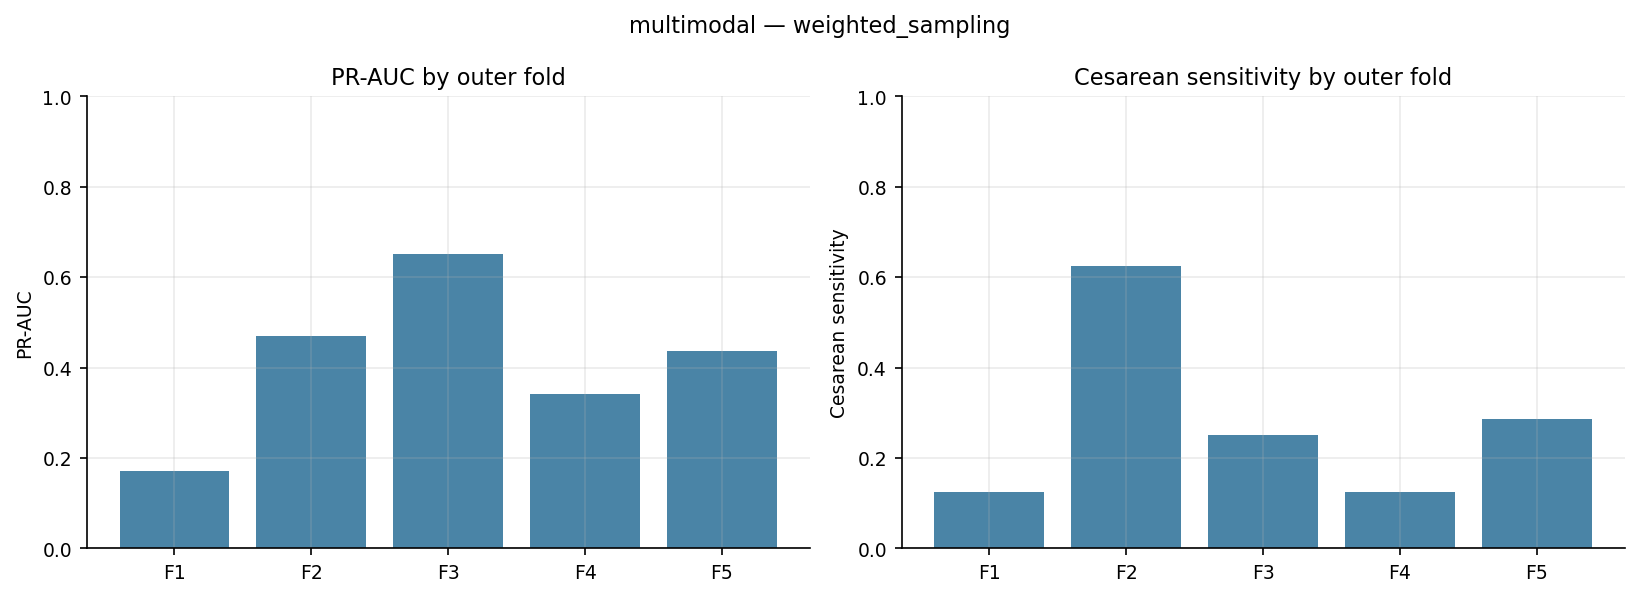 multimodal — weighted_sampling
PR-AUC by outer fold
PR-AUC
1.0
0.8
0.6
0.4
0.2
0.0
F1 F2 F3 F4 F5
Cesarean sensitivity by outer fold
Cesarean sensitivity
1.0
0.8
0.6
0.4
0.2
0.0
F1 F2 F3 F4 F5